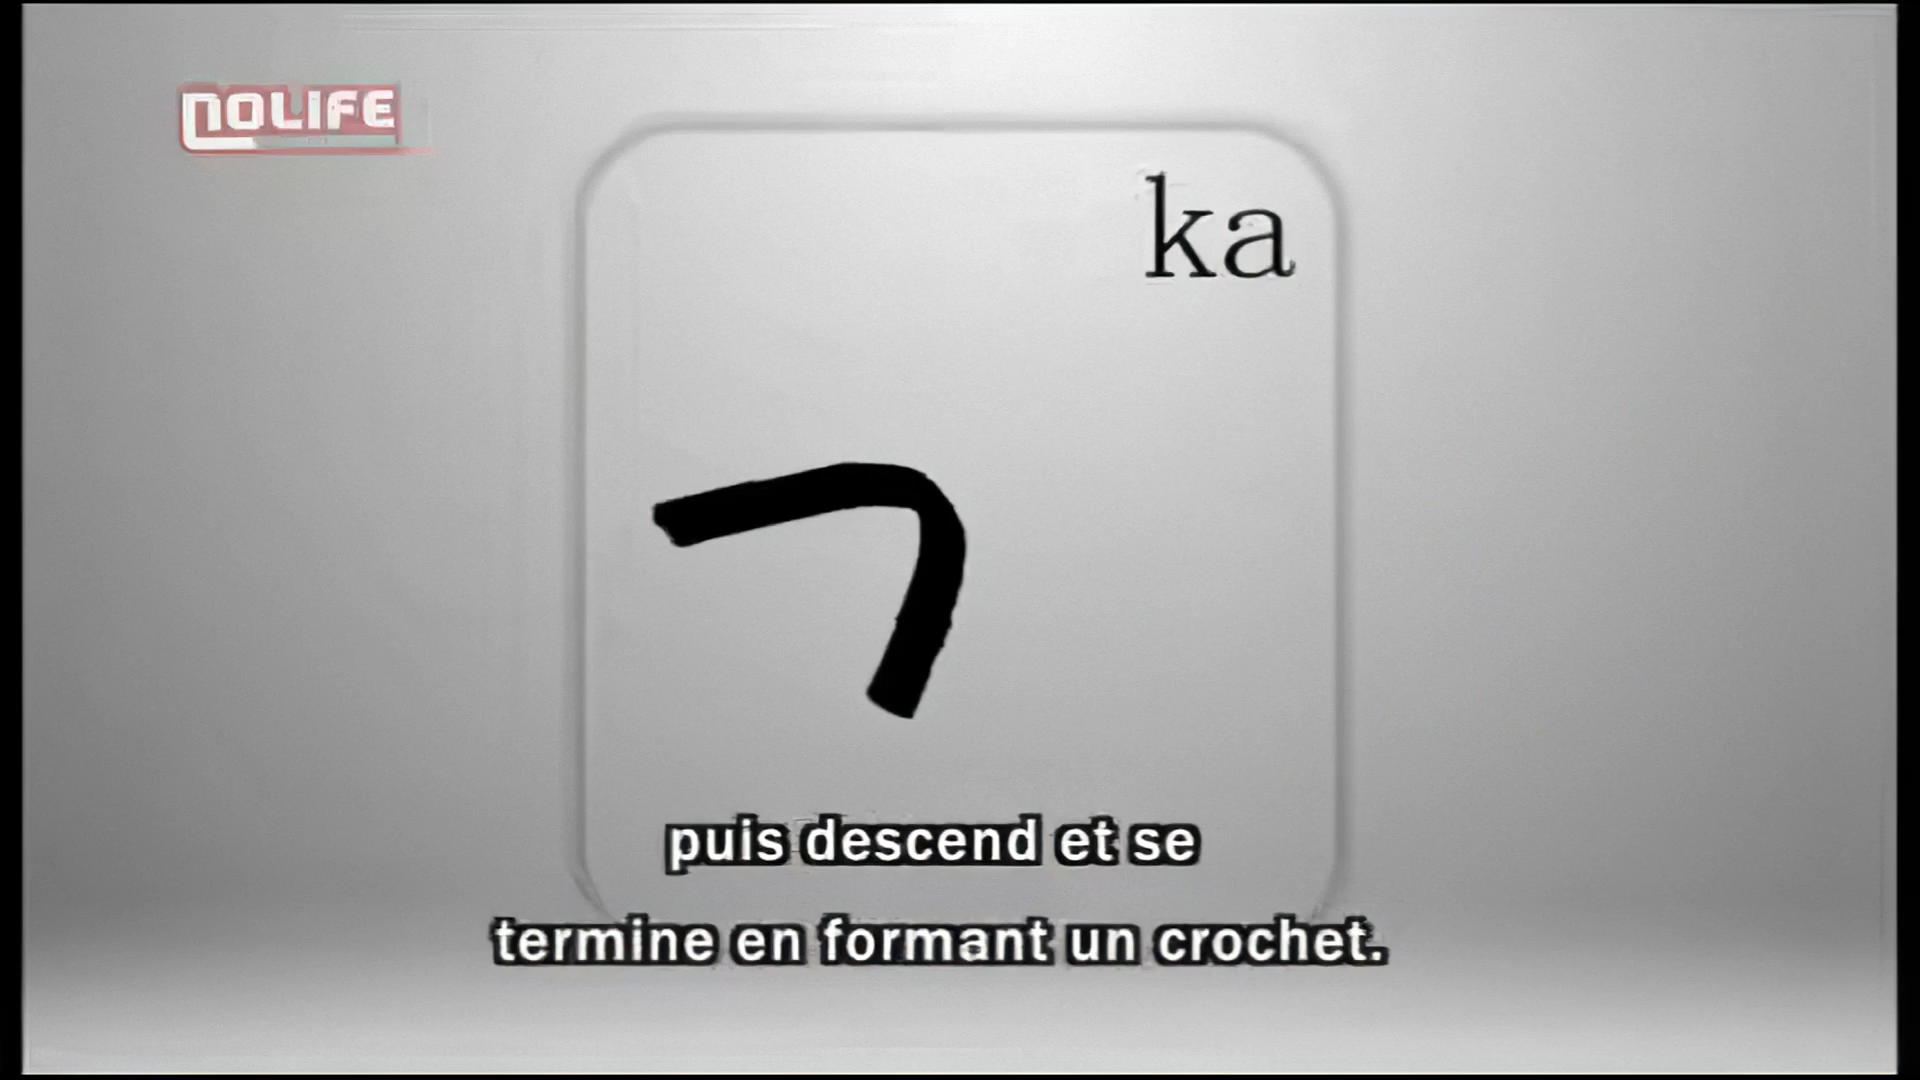 NOLIFE
ka
puis descend et se
termine en formant un crochet.